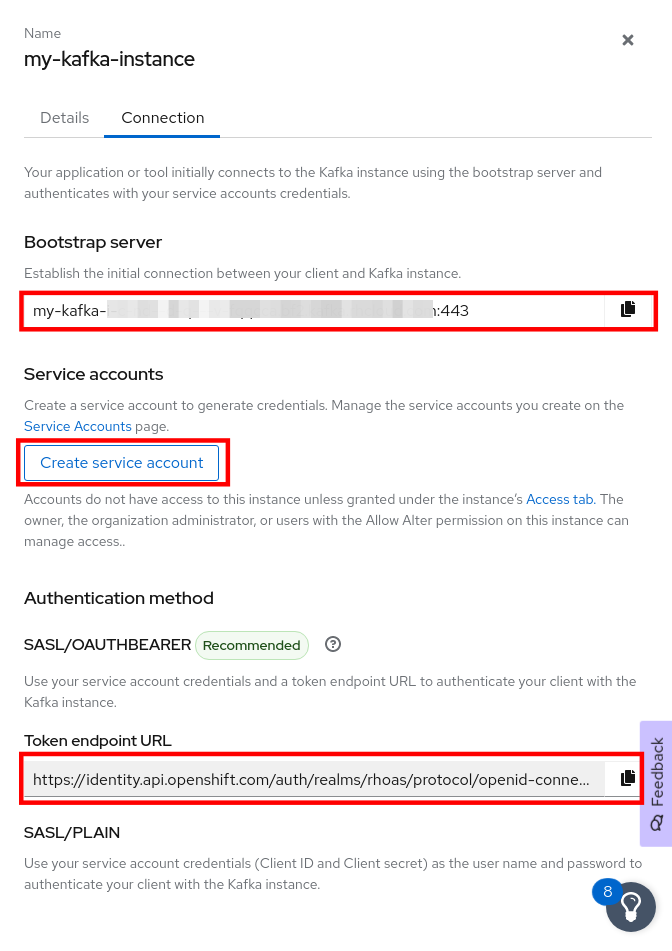 Name
my-kafka-instance
Details
Connection
Your application or tool initially connects to the Kafka instance using the bootstrap server and
authenticates with your service accounts credentials.
Bootstrap server
Establish the initial connection between your client and Kafka instance.
my-kafka- :443
Service accounts
Create a service account to generate credentials. Manage the service accounts you create on the
Service Accounts page.
Create service account
Accounts do not have access to this instance unless granted under the instance's Access tab. The
owner, the organization administrator, or users with the Allow Alter permission on this instance can
manage access..
Authentication method
SASL/OAUTHBEARER Recommended
Use your service account credentials and a token endpoint URL to authenticate your client with the
Kafka instance.
Token endpoint URL
https://identity.api.openshift.com/auth/realms/rhoas/protocol/openid-conne...
Feedback
SASL/PLAIN
Use your service account credentials (Client ID and Client secret) as the user name and password to
authenticate your client with the Kafka instance.
8